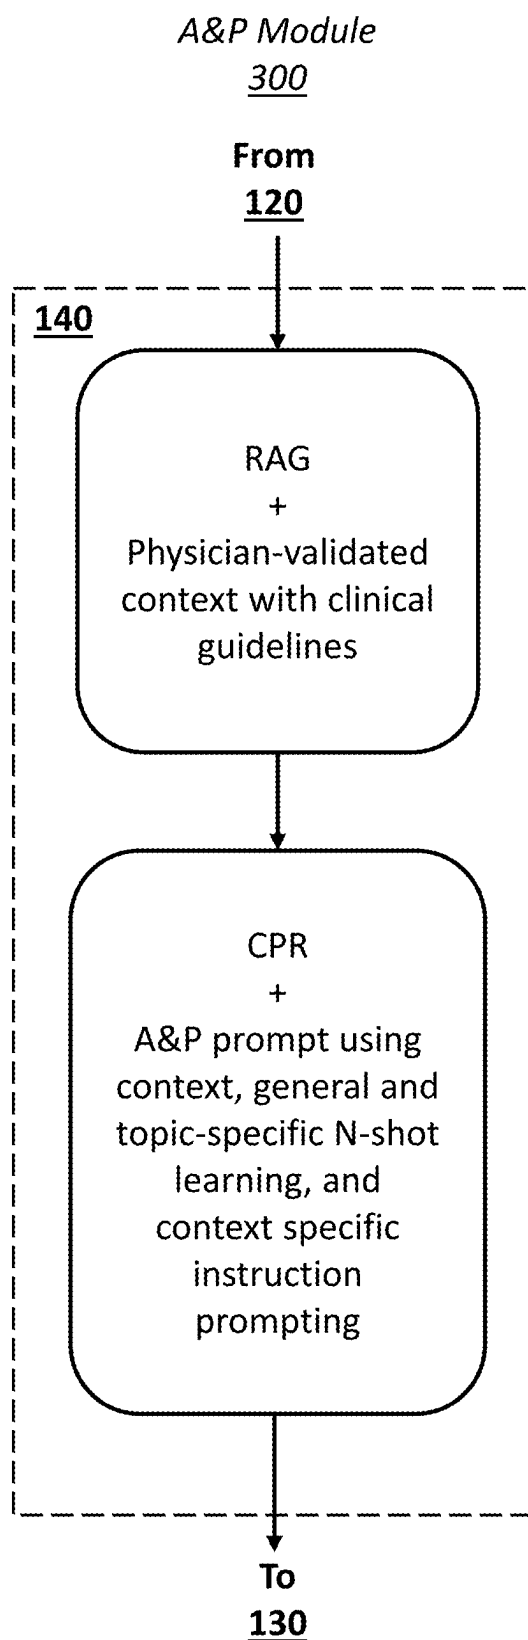 A&P Module
300
From
120
140
RAG
+
Physician-validated
context with clinical
guidelines
CPR
+
A&P prompt using
context, general and
topic-specific N-shot
learning, and
context specific
instruction
prompting
To
130